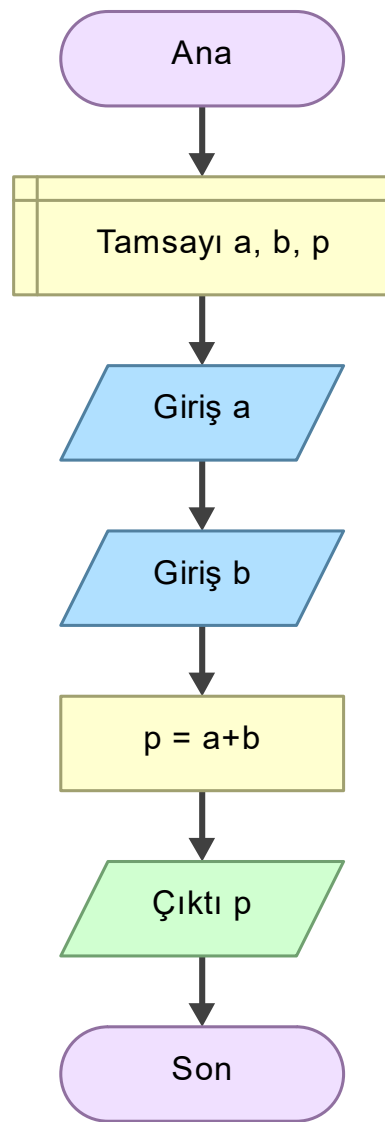 Ana
Tamsayı a, b, p
Giriş a
Giriş b
p = a+b
Çıktı p
Son